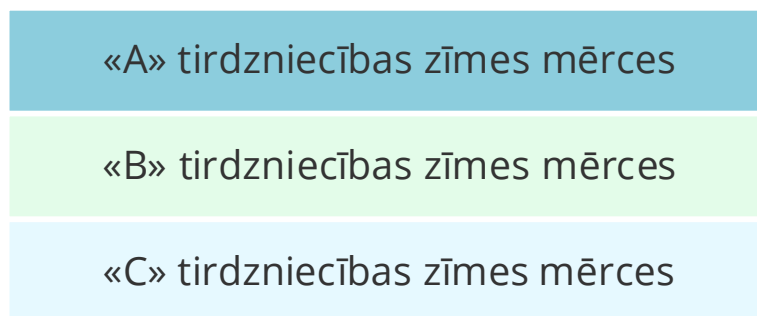 «A» tirdzniecības zīmes mērces
«B» tirdzniecības zīmes mērces
«C» tirdzniecības zīmes mērces